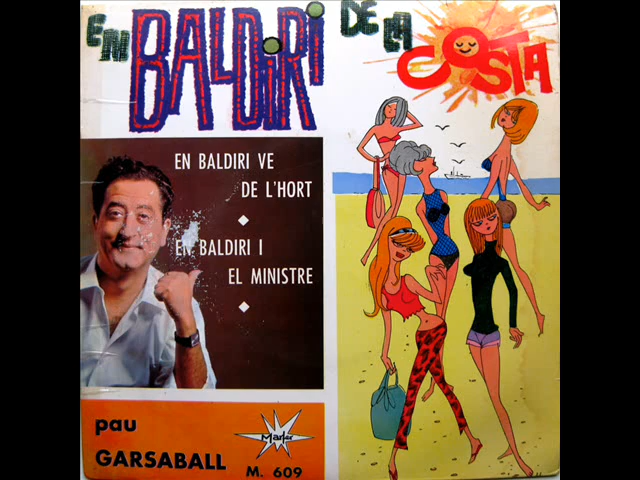 EN BALDIRI DE LA COSTA
EN BALDIRI VE
DE L'HORT
EN BALDIRI I
EL MINISTRE
pau
GARSABALL
Marfer
M. 609